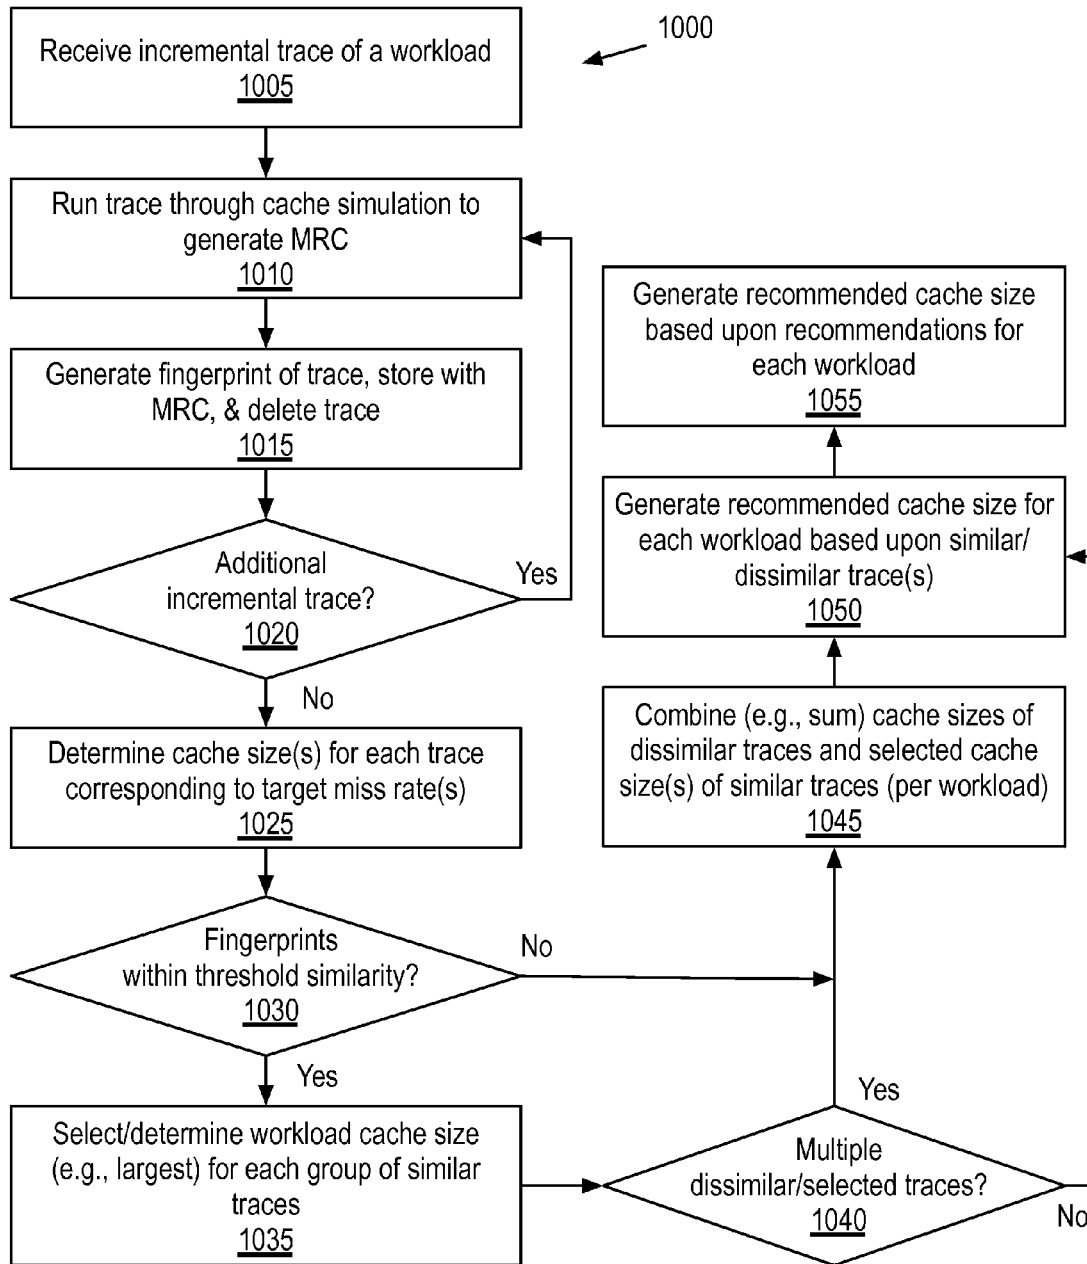 1000
Receive incremental trace of a workload
1005
Run trace through cache simulation to
generate MRC
1010
Generate fingerprint of trace, store with
MRC, & delete trace
1015
Additional
incremental trace?
1020
Yes
No
Determine cache size(s) for each trace
corresponding to target miss rate(s)
1025
Fingerprints
within threshold similarity?
1030
No
Yes
Select/determine workload cache size
(e.g., largest) for each group of similar
traces
1035
Multiple
dissimilar/selected traces?
1040
Yes
No
Combine (e.g., sum) cache sizes of
dissimilar traces and selected cache
size(s) of similar traces (per workload)
1045
Generate recommended cache size for
each workload based upon similar/
dissimilar trace(s)
1050
Generate recommended cache size
based upon recommendations for
each workload
1055